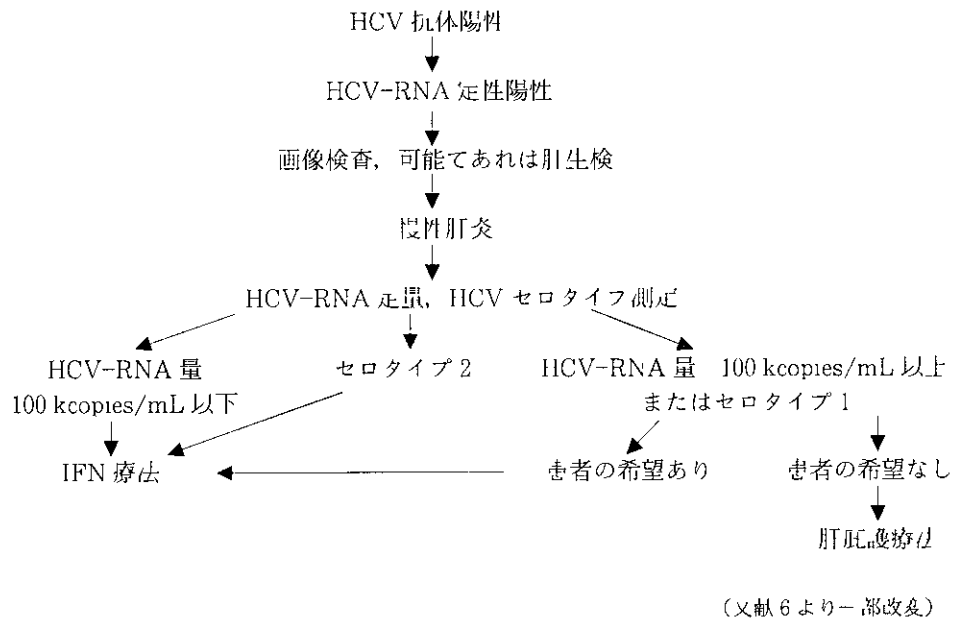 HCV 抗体陽性
HCV-RNA 定性陽性
画像検査，可能てあれは肝生検
慢性肝炎
HCV-RNA 定量，HCV セロタイフ測定
HCV-RNA 量
100 kcopies/mL 以下
セロタイプ 2
HCV-RNA 量 100 kcopies/mL 以上
またはセロタイプ 1
IFN 療法
患者の希望あり
患者の希望なし
肝庇護療法
（文献 6 より一部改変）